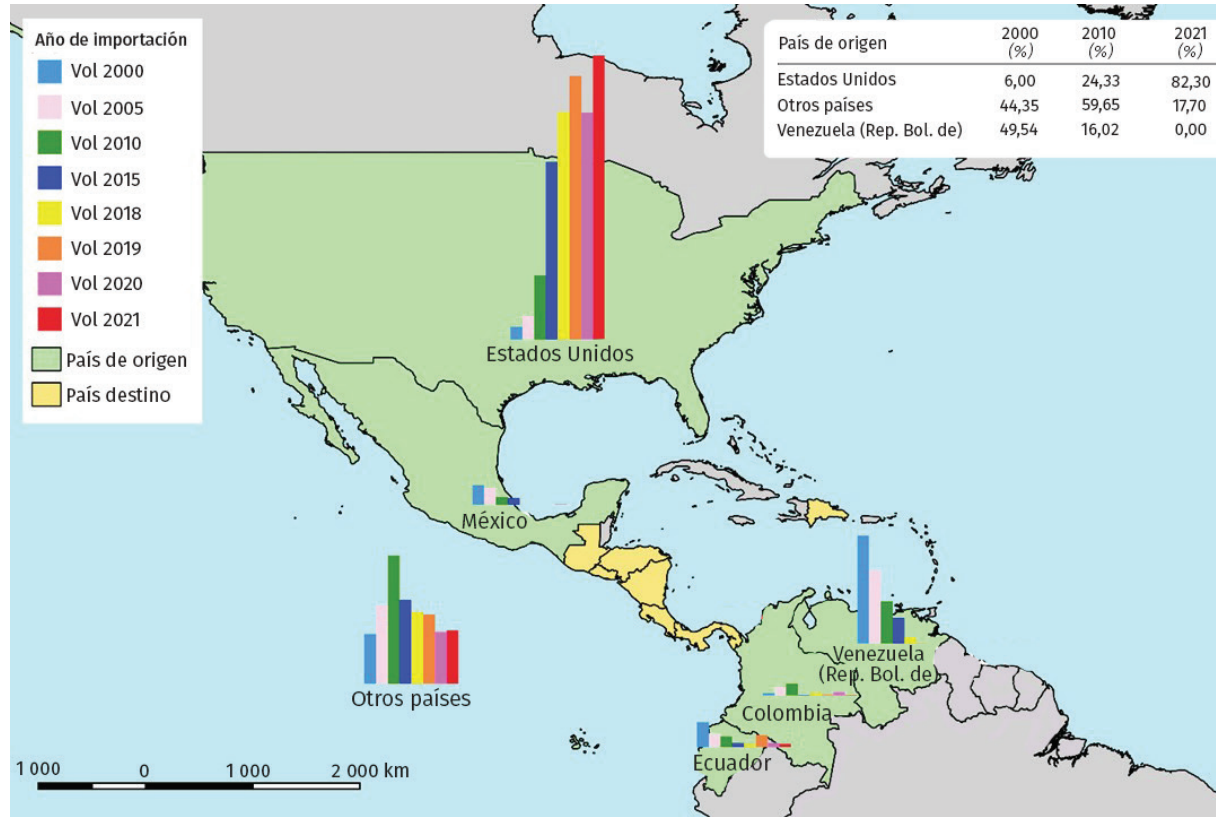 Año de importación
Vol 2000
Vol 2005
Vol 2010
Vol 2015
Vol 2018
Vol 2019
Vol 2020
Vol 2021
País de origen
País destino
País de origen 2000 (%) 2010 (%) 2021 (%)
Estados Unidos 6,00 24,33 82,30
Otros países 44,35 59,65 17,70
Venezuela (Rep. Bol. de) 49,54 16,02 0,00
Estados Unidos
México
Otros países
Venezuela
(Rep. Bol. de)
Colombia
Ecuador
1 000 0 1 000 2 000 km